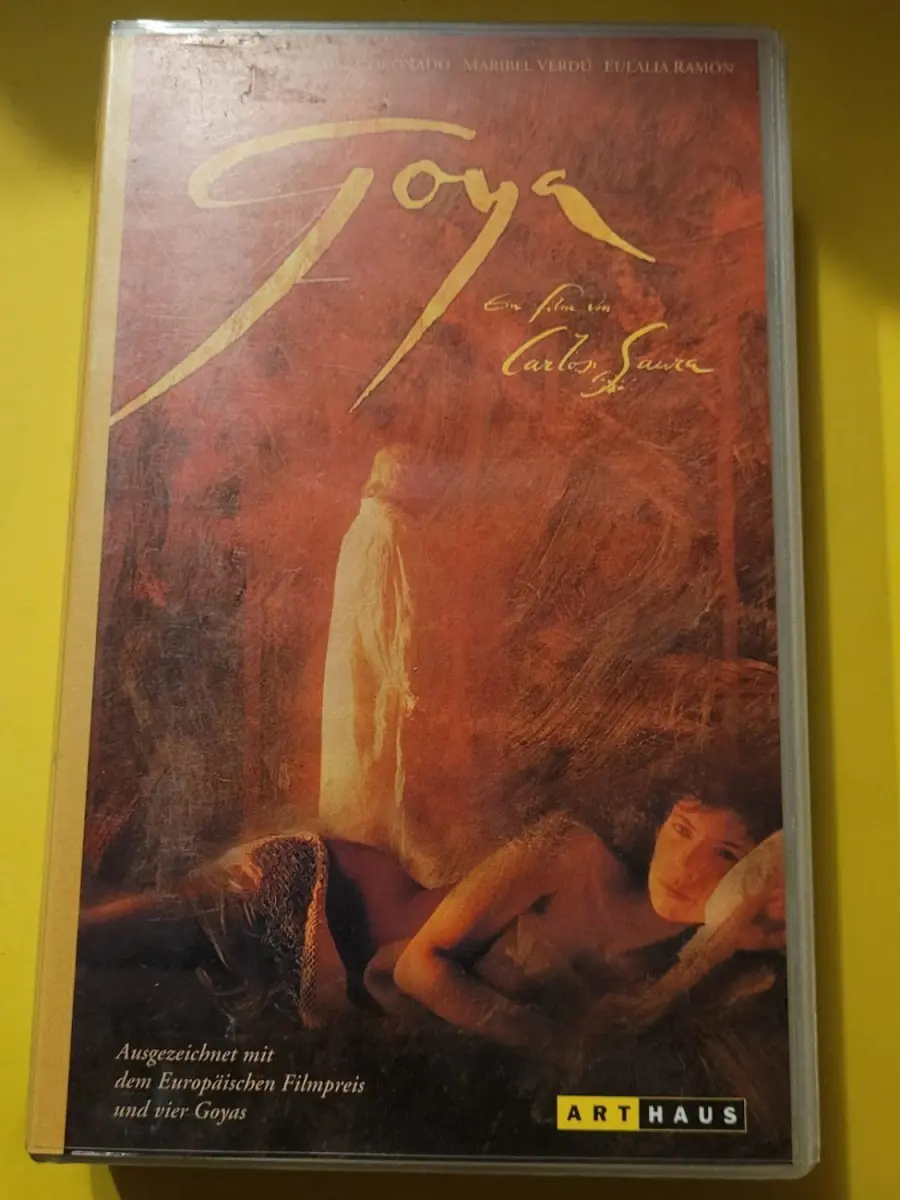 CORONADO MARIBEL VERDÚ EULALIA RAMÓN
Goya
Ein Film von
Carlos Saura
Ausgezeichnet mit
dem Europäischen Filmpreis
und vier Goyas
ARTHAUS